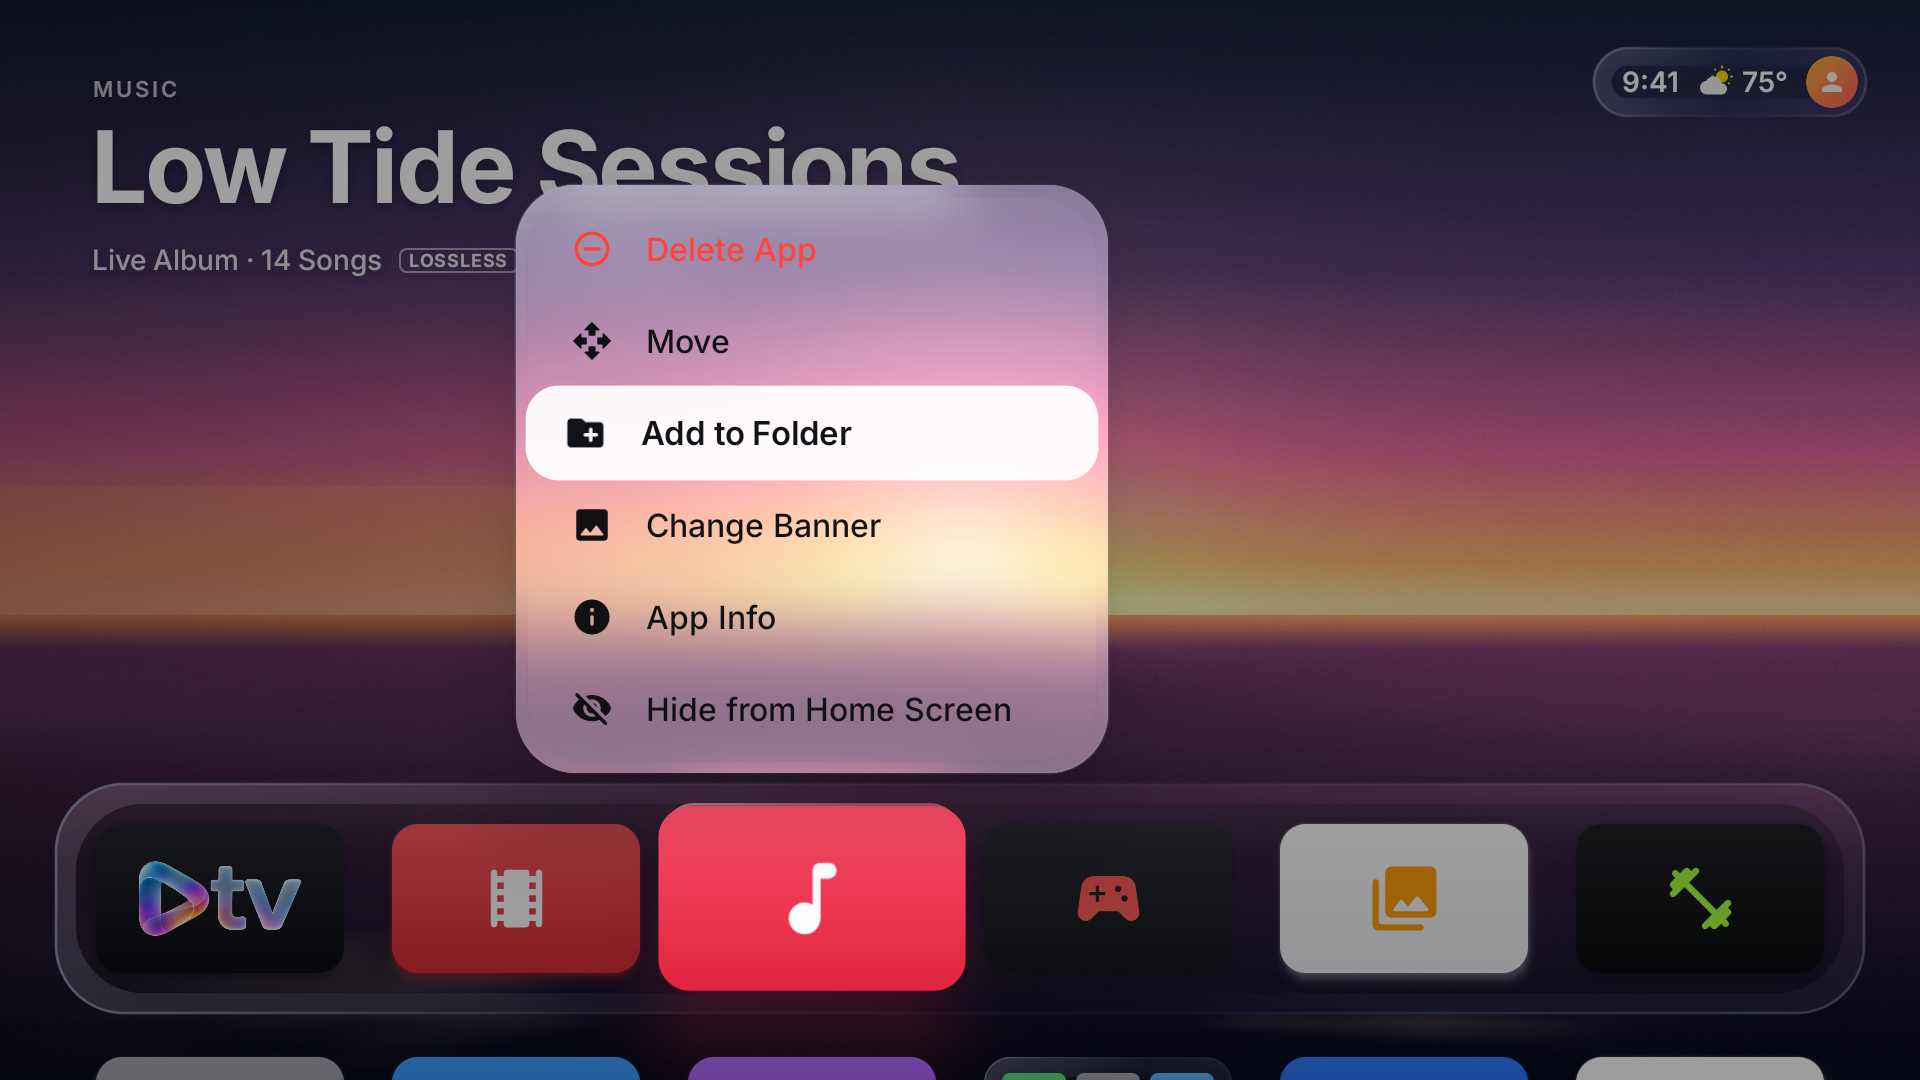 MUSIC
Low Tide Sessions
Live Album · 14 Songs LOSSLESS
9:41 75°
Delete App
Move
Add to Folder
Change Banner
App Info
Hide from Home Screen
tv